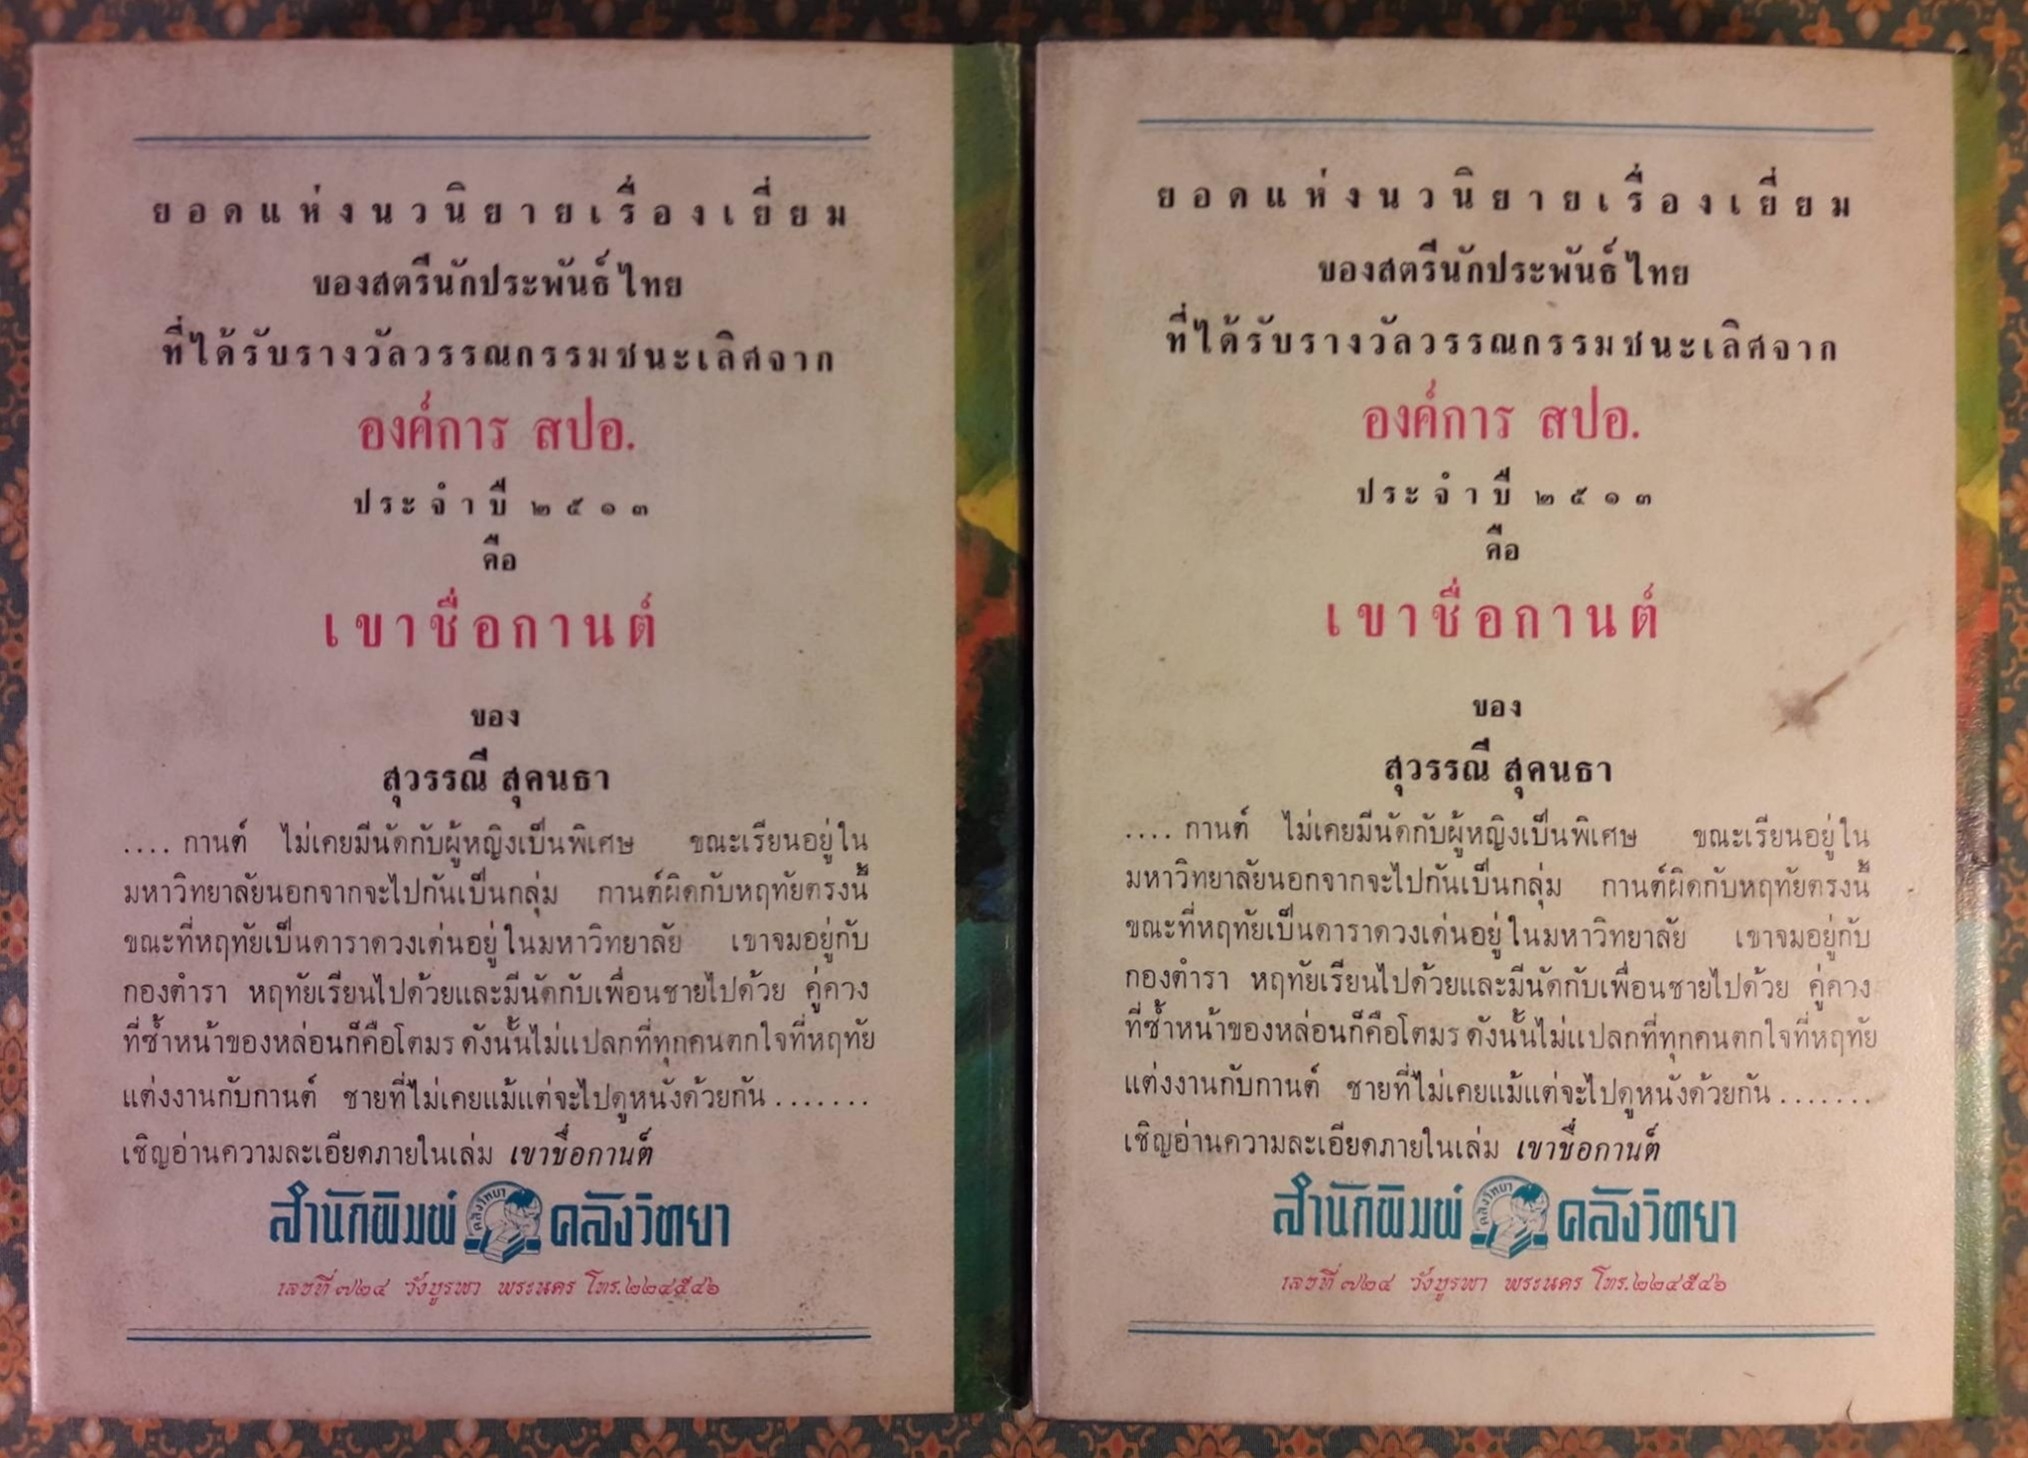 ยอดแห่งนวนิยายเรื่องเยี่ยม
ของสตรีนักประพันธ์ไทย
ที่ได้รับรางวัลวรรณกรรมชนะเลิศจาก
องค์การ สปอ.
ประจำปี ๒๕๑๓
คือ
เขาชื่อกานต์
ของ
สุวรรณี สุคนธา
.... กานต์ ไม่เคยมีนัดกับผู้หญิงเป็นพิเศษ ขณะเรียนอยู่ใน
มหาวิทยาลัยนอกจากจะไปกันเป็นกลุ่ม กานต์ผิดกับหฤทัยตรงนี้
ขณะที่หฤทัยเป็นดาราดวงเด่นอยู่ในมหาวิทยาลัย เขาจมอยู่กับ
กองตำรา หฤทัยเรียนไปด้วยและมีนัดกับเพื่อนชายไปด้วย คู่ควง
ที่ซ้ำหน้าของหล่อนก็คือโตมร ดังนั้นไม่แปลกที่ทุกคนตกใจที่หฤทัย
แต่งงานกับกานต์ ชายที่ไม่เคยแม้แต่จะไปดูหนังด้วยกัน.......
เชิญอ่านความละเอียดภายในเล่ม เขาชื่อกานต์
สำนักพิมพ์ คลังวิทยา คลังวิทยา
เลขที่ ๗๒๔ วังบูรพา พระนคร โทร.๒๒๔๕๔๖
ยอดแห่งนวนิยายเรื่องเยี่ยม
ของสตรีนักประพันธ์ไทย
ที่ได้รับรางวัลวรรณกรรมชนะเลิศจาก
องค์การ สปอ.
ประจำปี ๒๕๑๓
คือ
เขาชื่อกานต์
ของ
สุวรรณี สุคนธา
.... กานต์ ไม่เคยมีนัดกับผู้หญิงเป็นพิเศษ ขณะเรียนอยู่ใน
มหาวิทยาลัยนอกจากจะไปกันเป็นกลุ่ม กานต์ผิดกับหฤทัยตรงนี้
ขณะที่หฤทัยเป็นดาราดวงเด่นอยู่ในมหาวิทยาลัย เขาจมอยู่กับ
กองตำรา หฤทัยเรียนไปด้วยและมีนัดกับเพื่อนชายไปด้วย คู่ควง
ที่ซ้ำหน้าของหล่อนก็คือโตมร ดังนั้นไม่แปลกที่ทุกคนตกใจที่หฤทัย
แต่งงานกับกานต์ ชายที่ไม่เคยแม้แต่จะไปดูหนังด้วยกัน.......
เชิญอ่านความละเอียดภายในเล่ม เขาชื่อกานต์
สำนักพิมพ์ คลังวิทยา คลังวิทยา
เลขที่ ๗๒๔ วังบูรพา พระนคร โทร.๒๒๔๕๔๖